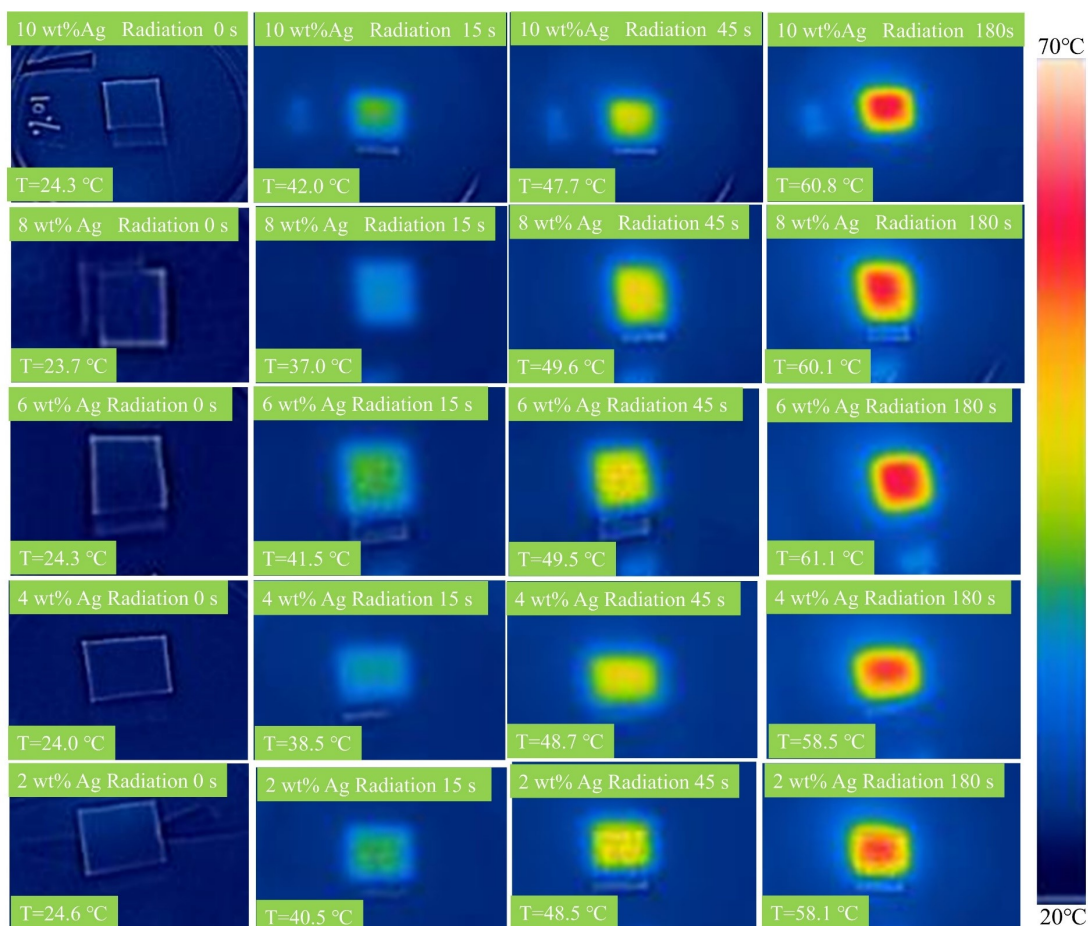 10 wt%Ag Radiation 0 s
10 wt%Ag Radiation 15 s
10 wt%Ag Radiation 45 s
10 wt%Ag Radiation 180s
70℃
10%
T=24.3 ℃
T=42.0 ℃
T=47.7 ℃
T=60.8 ℃
8 wt% Ag Radiation 0 s
8 wt% Ag Radiation 15 s
8 wt% Ag Radiation 45 s
8 wt% Ag Radiation 180 s
T=23.7 ℃
T=37.0 ℃
T=49.6 ℃
T=60.1 ℃
6 wt% Ag Radiation 0 s
6 wt% Ag Radiation 15 s
6 wt% Ag Radiation 45 s
6 wt% Ag Radiation 180 s
T=24.3 ℃
T=41.5 ℃
T=49.5 ℃
T=61.1 ℃
4 wt% Ag Radiation 0 s
4 wt% Ag Radiation 15 s
4 wt% Ag Radiation 45 s
4 wt% Ag Radiation 180 s
T=24.0 ℃
T=38.5 ℃
T=48.7 ℃
T=58.5 ℃
2 wt% Ag Radiation 0 s
2 wt% Ag Radiation 15 s
2 wt% Ag Radiation 45 s
2 wt% Ag Radiation 180 s
T=24.6 ℃
T=40.5 ℃
T=48.5 ℃
T=58.1 ℃
20℃